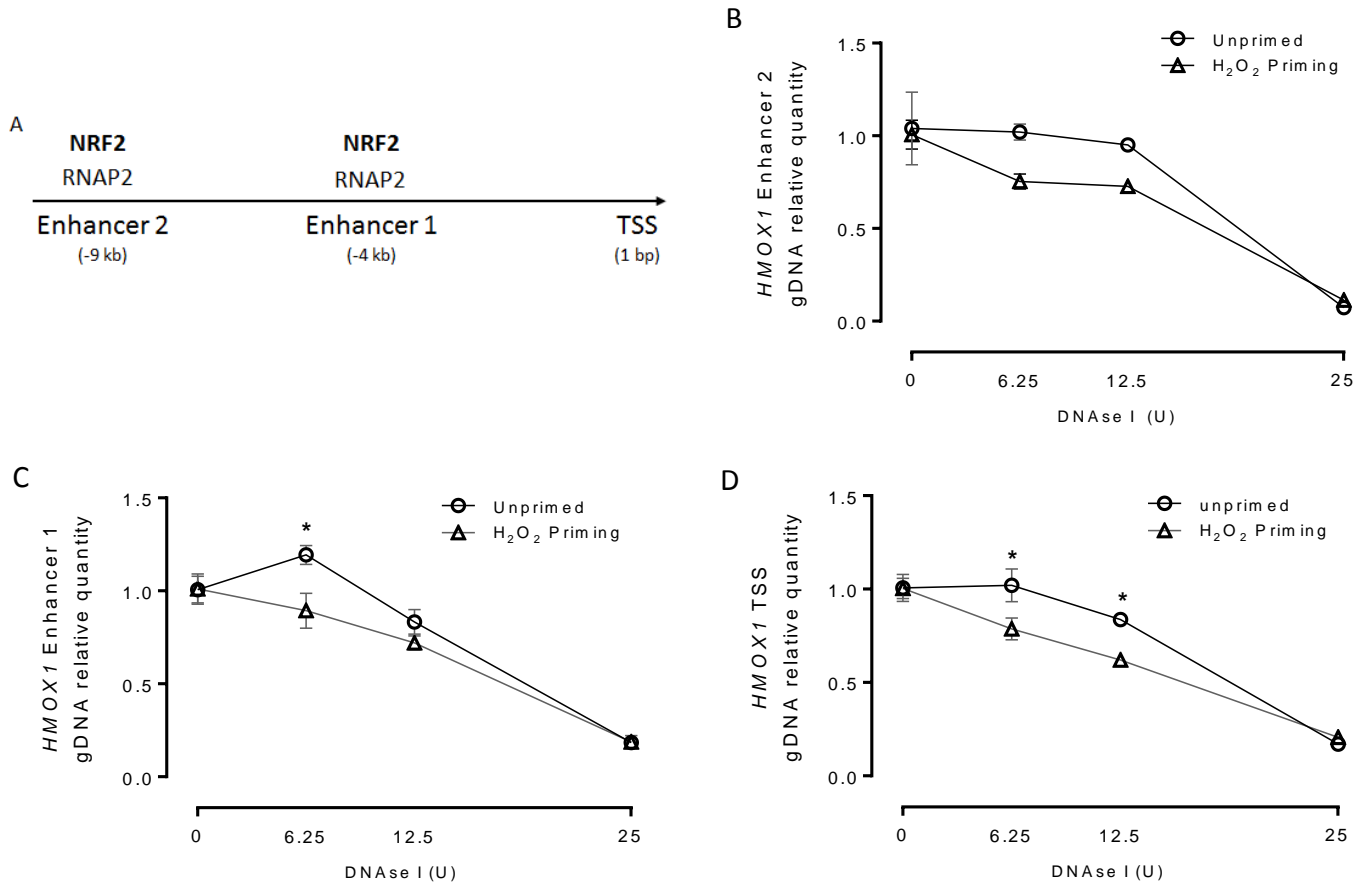 A
NRF2 NRF2
RNAP2 RNAP2
Enhancer 2 Enhancer 1 TSS
(-9 kb) (-4 kb) (1 bp)
B
HMOX1 Enhancer 2
gDNA relative quantity
1.5
1.0
0.5
0.0
Unprimed
H2O2 Priming
0 6.25 12.5 25
DNAse I (U)
C
HMOX1 Enhancer 1
gDNA relative quantity
1.5
1.0
0.5
0.0
Unprimed
H2O2 Priming
*
0 6.25 12.5 25
DNAse I (U)
D
HMOX1 TSS
gDNA relative quantity
1.5
1.0
0.5
0.0
unprimed
H2O2 Priming
*
*
0 6.25 12.5 25
DNAse I (U)